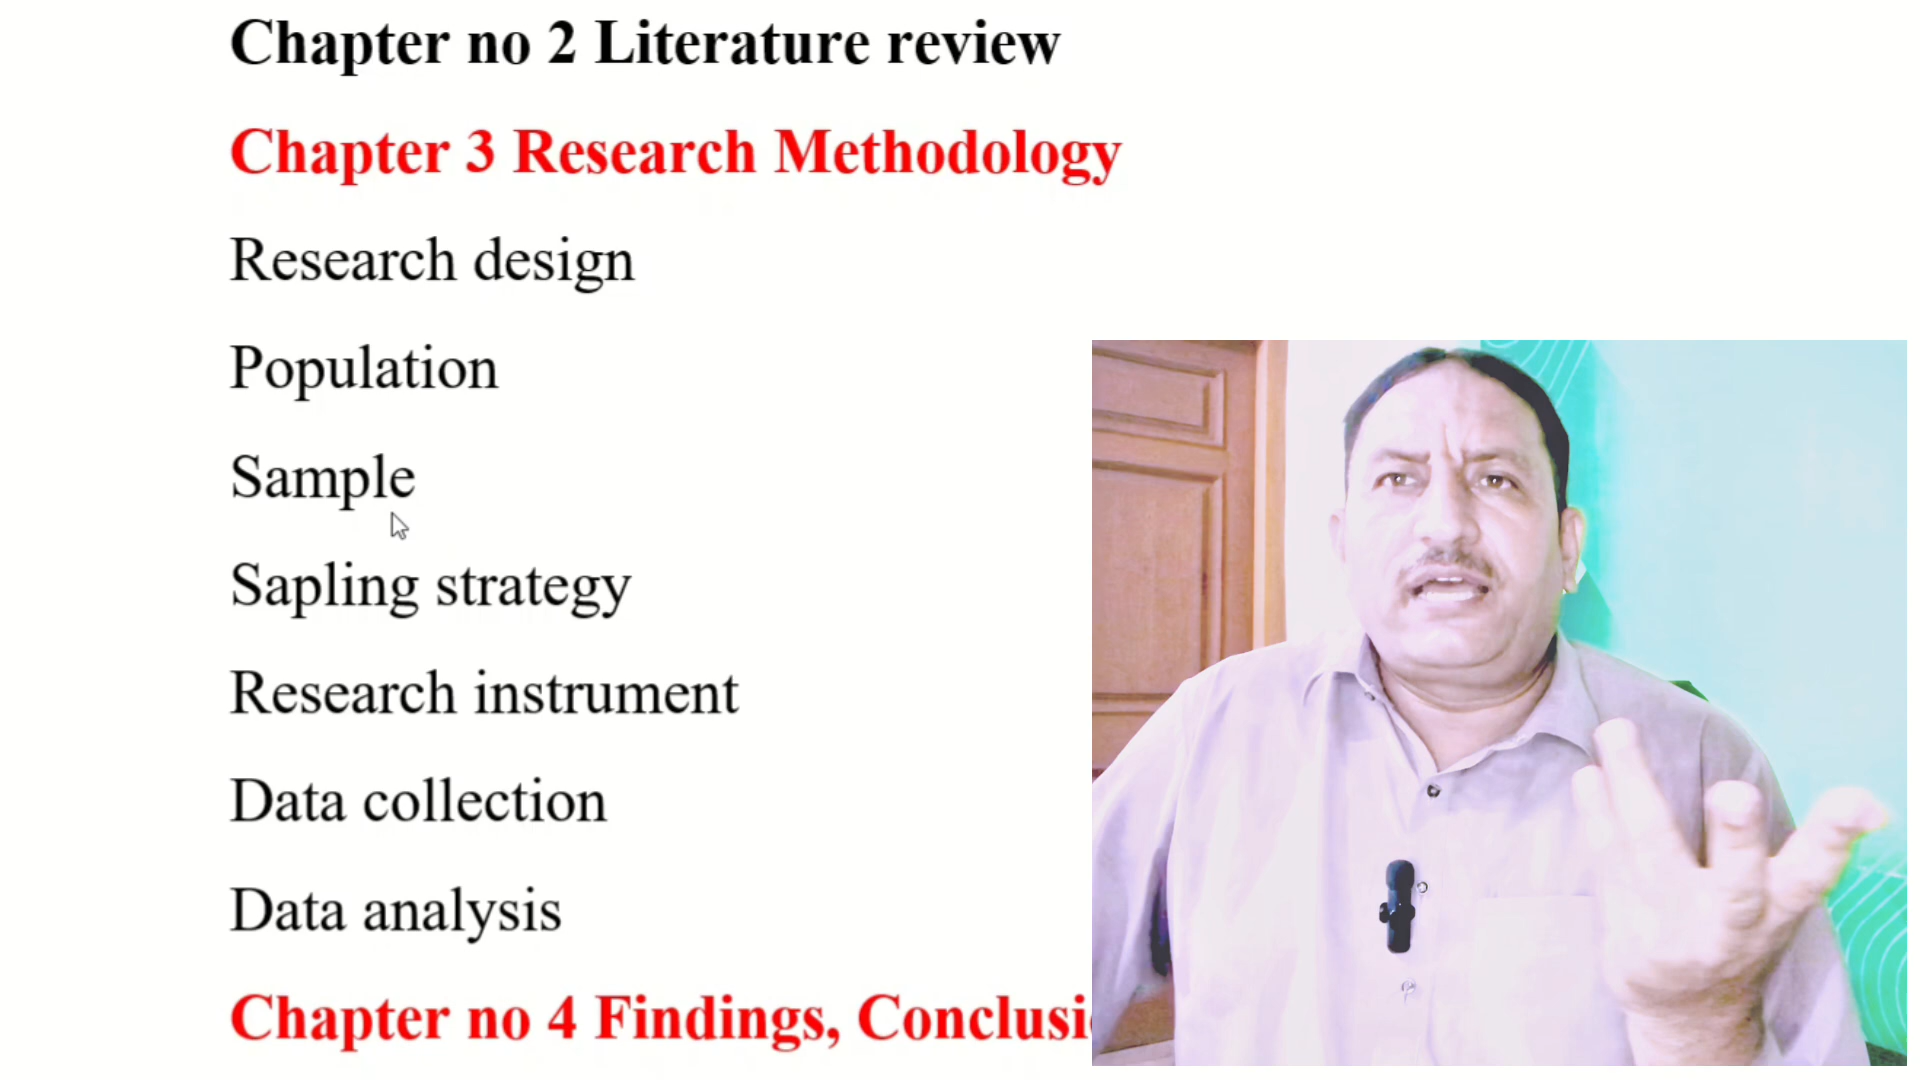 Chapter no 2 Literature review
Chapter 3 Research Methodology
Research design
Population
Sample
Sapling strategy
Research instrument
Data collection
Data analysis
Chapter no 4 Findings,